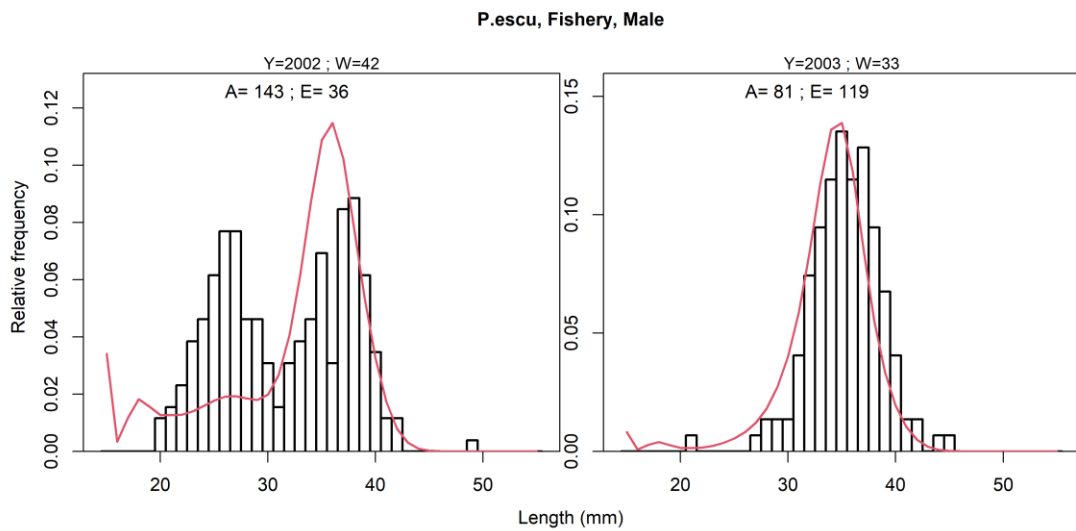 P.escu, Fishery, Male
Y=2002 ; W=42
A= 143 ; E= 36
0.12
0.10
0.08
0.06
0.04
0.02
0.00
Relative frequency
20 30 40 50
Y=2003 ; W=33
A= 81 ; E= 119
0.15
0.10
0.05
0.00
20 30 40 50
Length (mm)